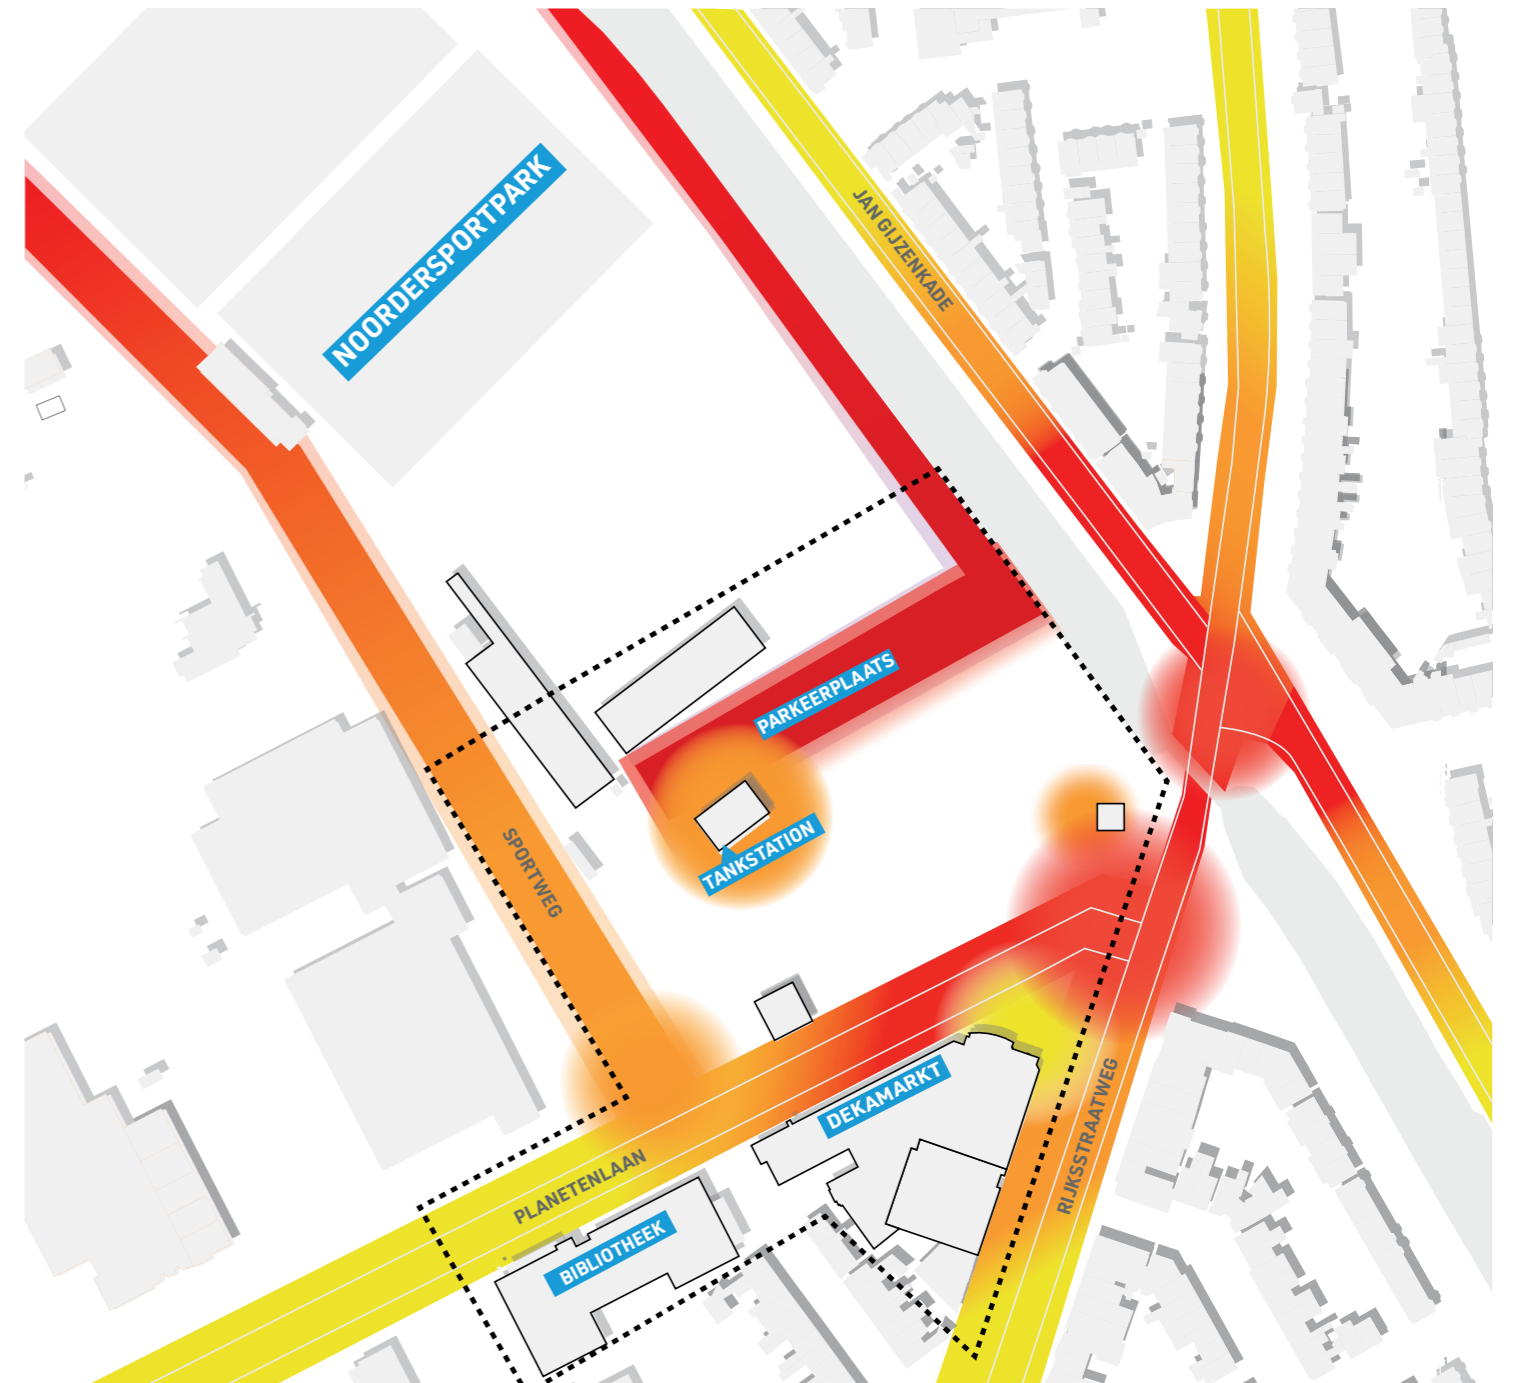 NOORDERSPORTPARK
JAN GIJZENKADE
PARKEERPLAATS
TANKSTATION
SPORTWEG
DEKAMARKT
RIJKSSTRAATWEG
PLANETENLAAN
BIBLIOTHEEK